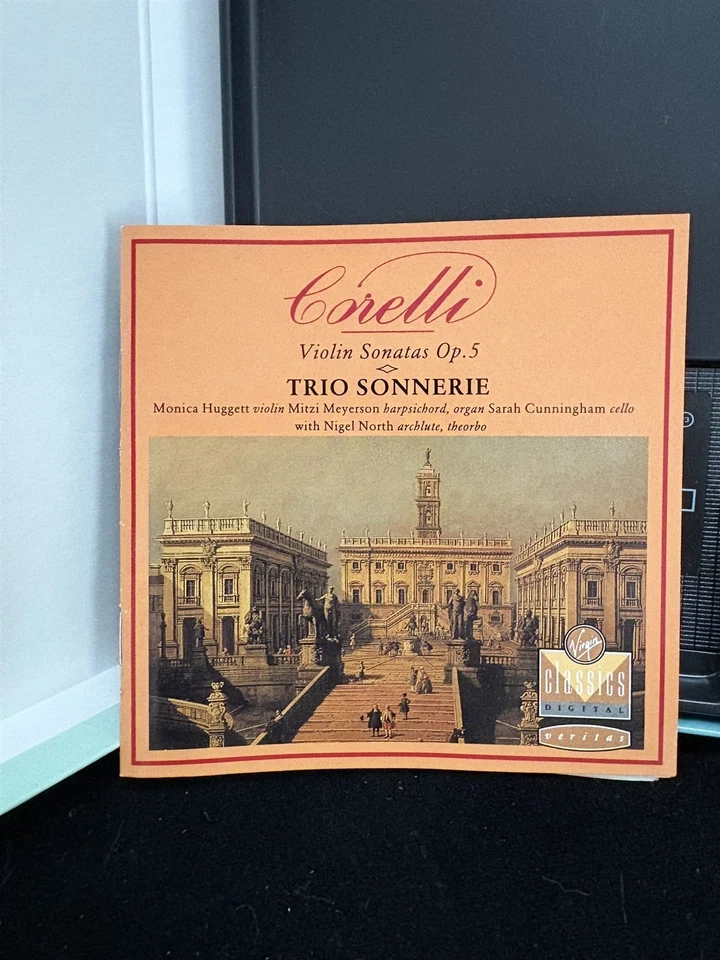 Corelli
Violin Sonatas Op.5
TRIO SONNERIE
Monica Huggett violin Mitzi Meyerson harpsichord, organ Sarah Cunningham cello
with Nigel North archlute, theorbo
Virgin
classics
DIGITAL
veritas